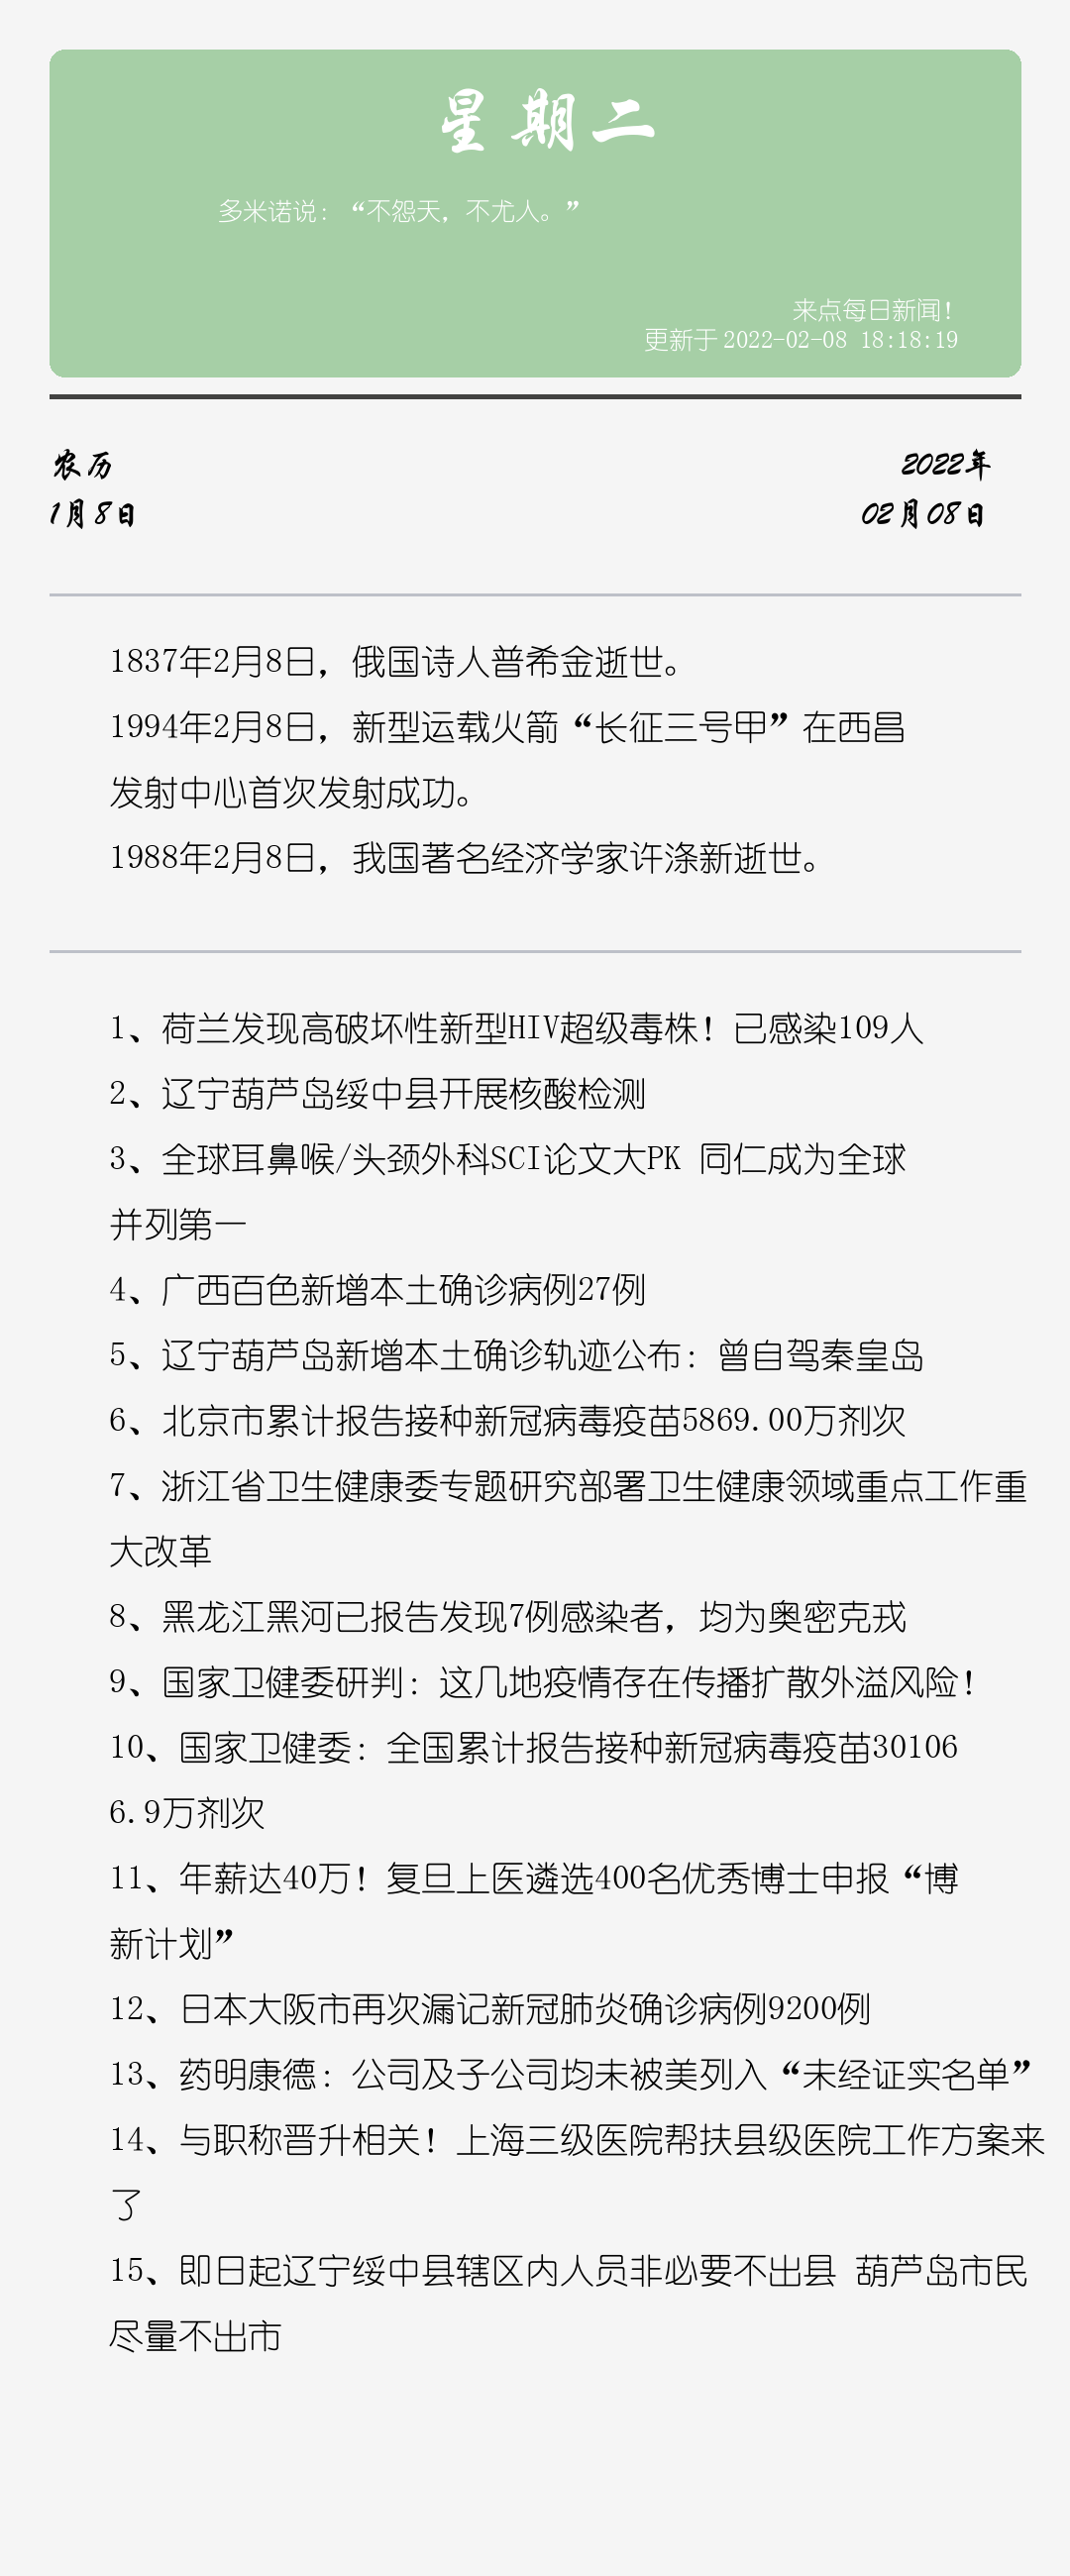 星期二
多米诺说：“不怨天，不尤人。”
来点每日新闻！
更新于 2022-02-08 18:18:19
农历
2022年
1月8日
02月08日
1837年2月8日，俄国诗人普希金逝世。
1994年2月8日，新型运载火箭“长征三号甲”在西昌
发射中心首次发射成功。
1988年2月8日，我国著名经济学家许涤新逝世。
1、荷兰发现高破坏性新型HIV超级毒株！已感染109人
2、辽宁葫芦岛绥中县开展核酸检测
3、全球耳鼻喉/头颈外科SCI论文大PK 同仁成为全球
并列第一
4、广西百色新增本土确诊病例27例
5、辽宁葫芦岛新增本土确诊轨迹公布：曾自驾秦皇岛
6、北京市累计报告接种新冠病毒疫苗5869.00万剂次
7、浙江省卫生健康委专题研究部署卫生健康领域重点工作重
大改革
8、黑龙江黑河已报告发现7例感染者，均为奥密克戎
9、国家卫健委研判：这几地疫情存在传播扩散外溢风险！
10、国家卫健委：全国累计报告接种新冠病毒疫苗30106
6.9万剂次
11、年薪达40万！复旦上医遴选400名优秀博士申报“博
新计划”
12、日本大阪市再次漏记新冠肺炎确诊病例9200例
13、药明康德：公司及子公司均未被美列入“未经证实名单”
14、与职称晋升相关！上海三级医院帮扶县级医院工作方案来
了
15、即日起辽宁绥中县辖区内人员非必要不出县 葫芦岛市民
尽量不出市